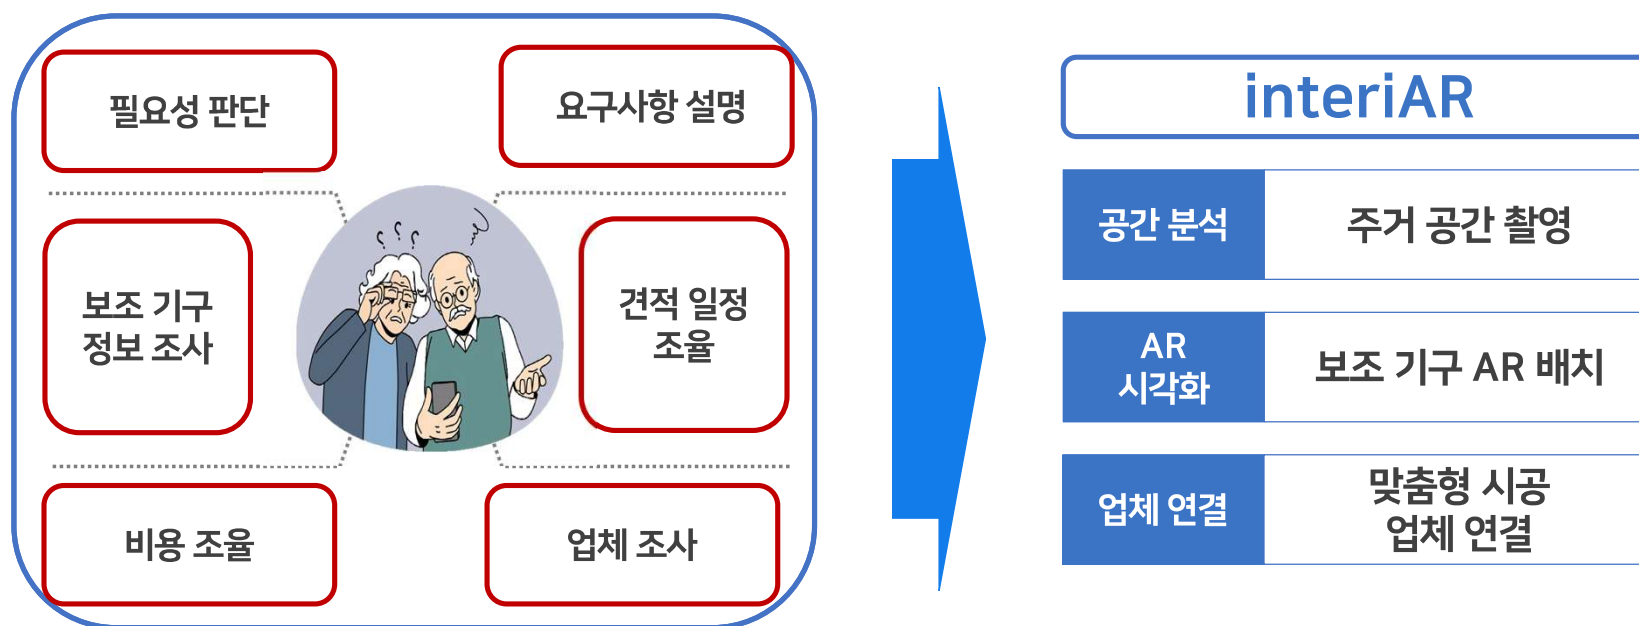 필요성 판단
요구사항 설명
보조 기구
정보 조사
견적 일정
조율
비용 조율
업체 조사
interiAR
공간 분석
주거 공간 촬영
AR
시각화
보조 기구 AR 배치
업체 연결
맞춤형 시공
업체 연결